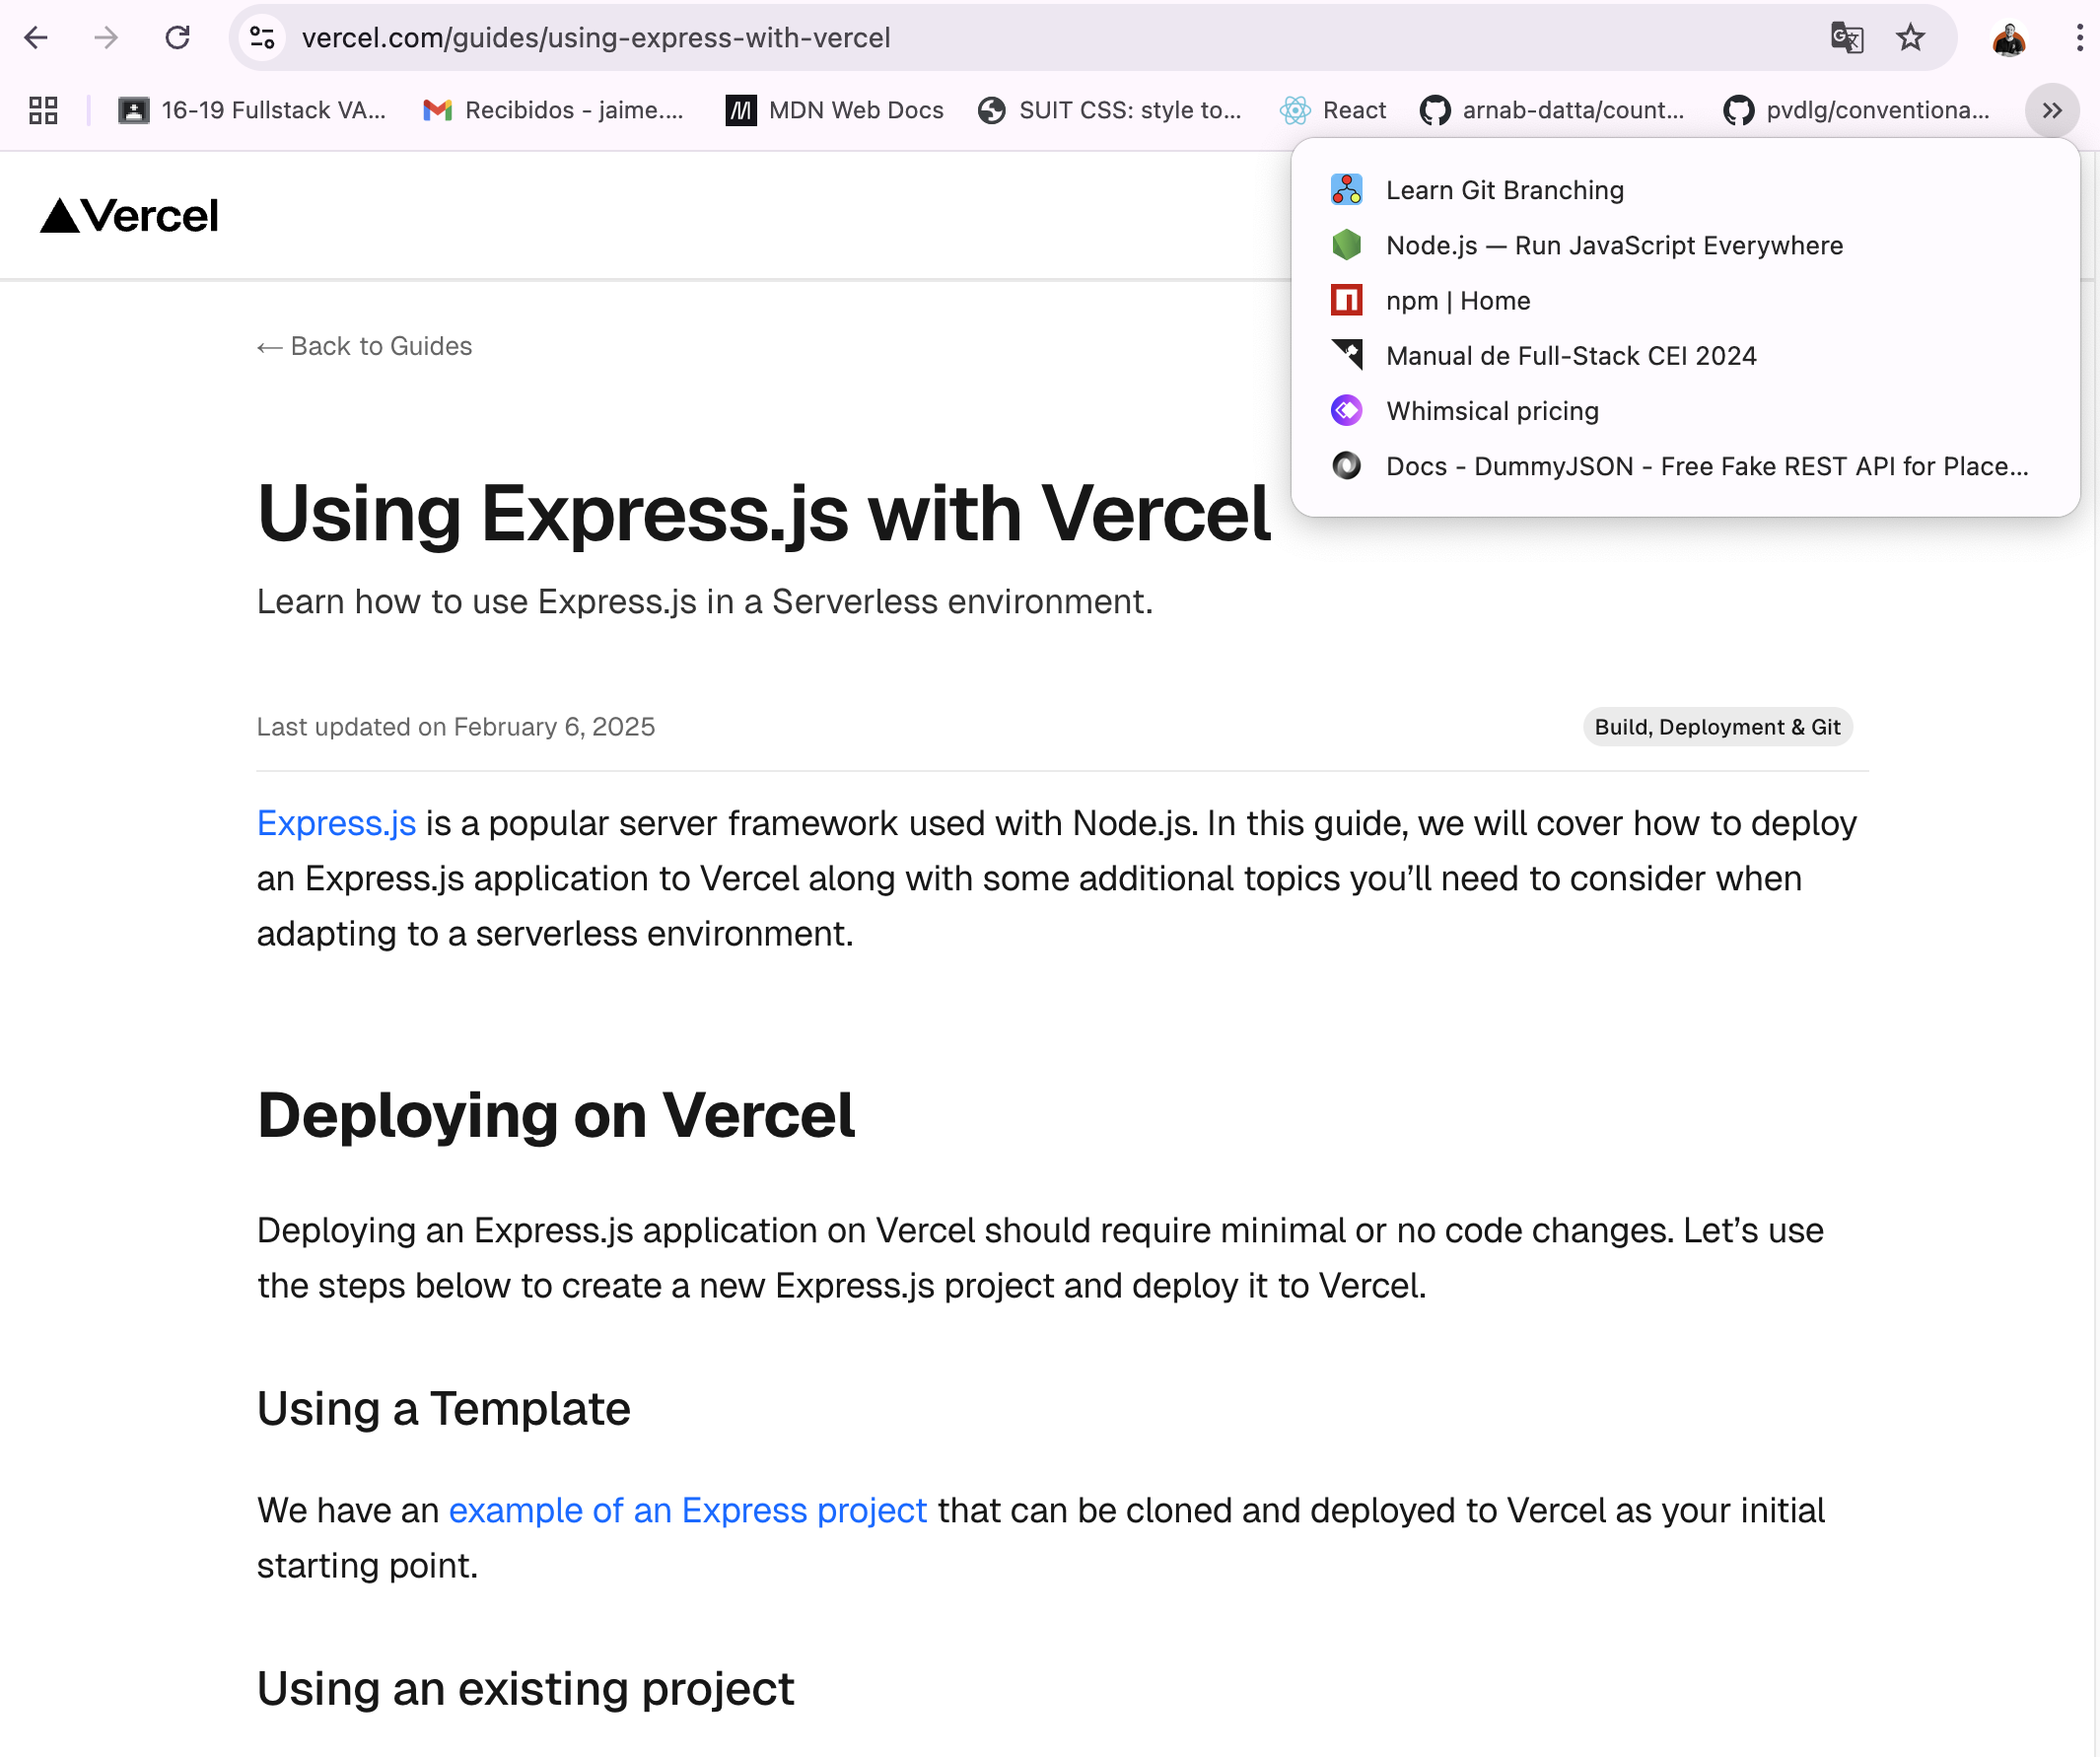 vercel.com/guides/using-express-with-vercel
16-19 Fullstack VA...
Recibidos - jaime....
MDN Web Docs
SUIT CSS: style to...
React
arnab-datta/count...
pvdlg/conventiona...
Learn Git Branching
Node.js — Run JavaScript Everywhere
npm | Home
Manual de Full-Stack CEI 2024
Whimsical pricing
Docs - DummyJSON - Free Fake REST API for Place...
Vercel
← Back to Guides
Using Express.js with Vercel
Learn how to use Express.js in a Serverless environment.
Last updated on February 6, 2025
Build, Deployment & Git
Express.js is a popular server framework used with Node.js. In this guide, we will cover how to deploy
an Express.js application to Vercel along with some additional topics you’ll need to consider when
adapting to a serverless environment.
Deploying on Vercel
Deploying an Express.js application on Vercel should require minimal or no code changes. Let’s use
the steps below to create a new Express.js project and deploy it to Vercel.
Using a Template
We have an example of an Express project that can be cloned and deployed to Vercel as your initial
starting point.
Using an existing project